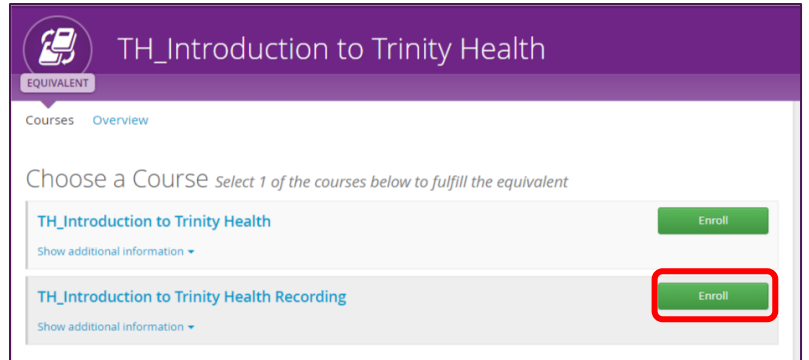 TH_Introduction to Trinity Health
EQUIVALENT
Courses Overview
Choose a Course Select 1 of the courses below to fulfill the equivalent
TH_Introduction to Trinity Health Enroll
Show additional information
TH_Introduction to Trinity Health Recording Enroll
Show additional information